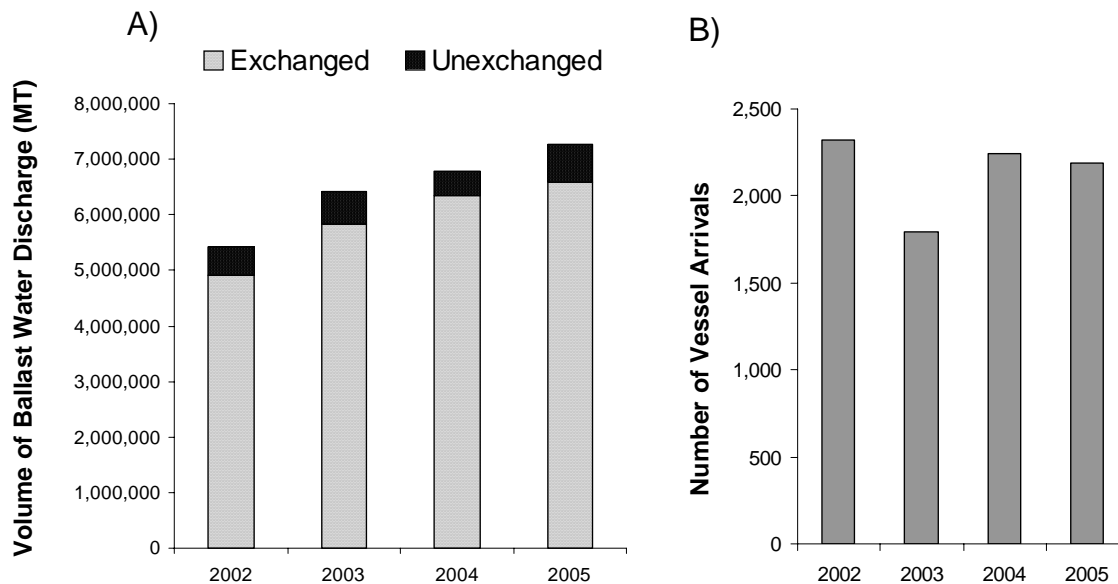 A)
Exchanged Unexchanged
Volume of Ballast Water Discharge (MT)
8,000,000
7,000,000
6,000,000
5,000,000
4,000,000
3,000,000
2,000,000
1,000,000
0
2002 2003 2004 2005
B)
Number of Vessel Arrivals
2,500
2,000
1,500
1,000
500
0
2002 2003 2004 2005